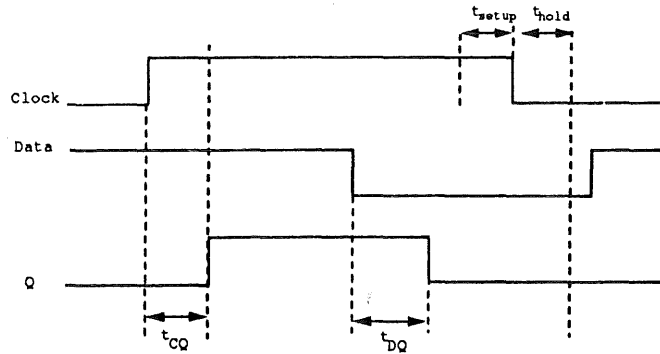 tsetup
thold
Clock
Data
Q
tCQ
tDQ